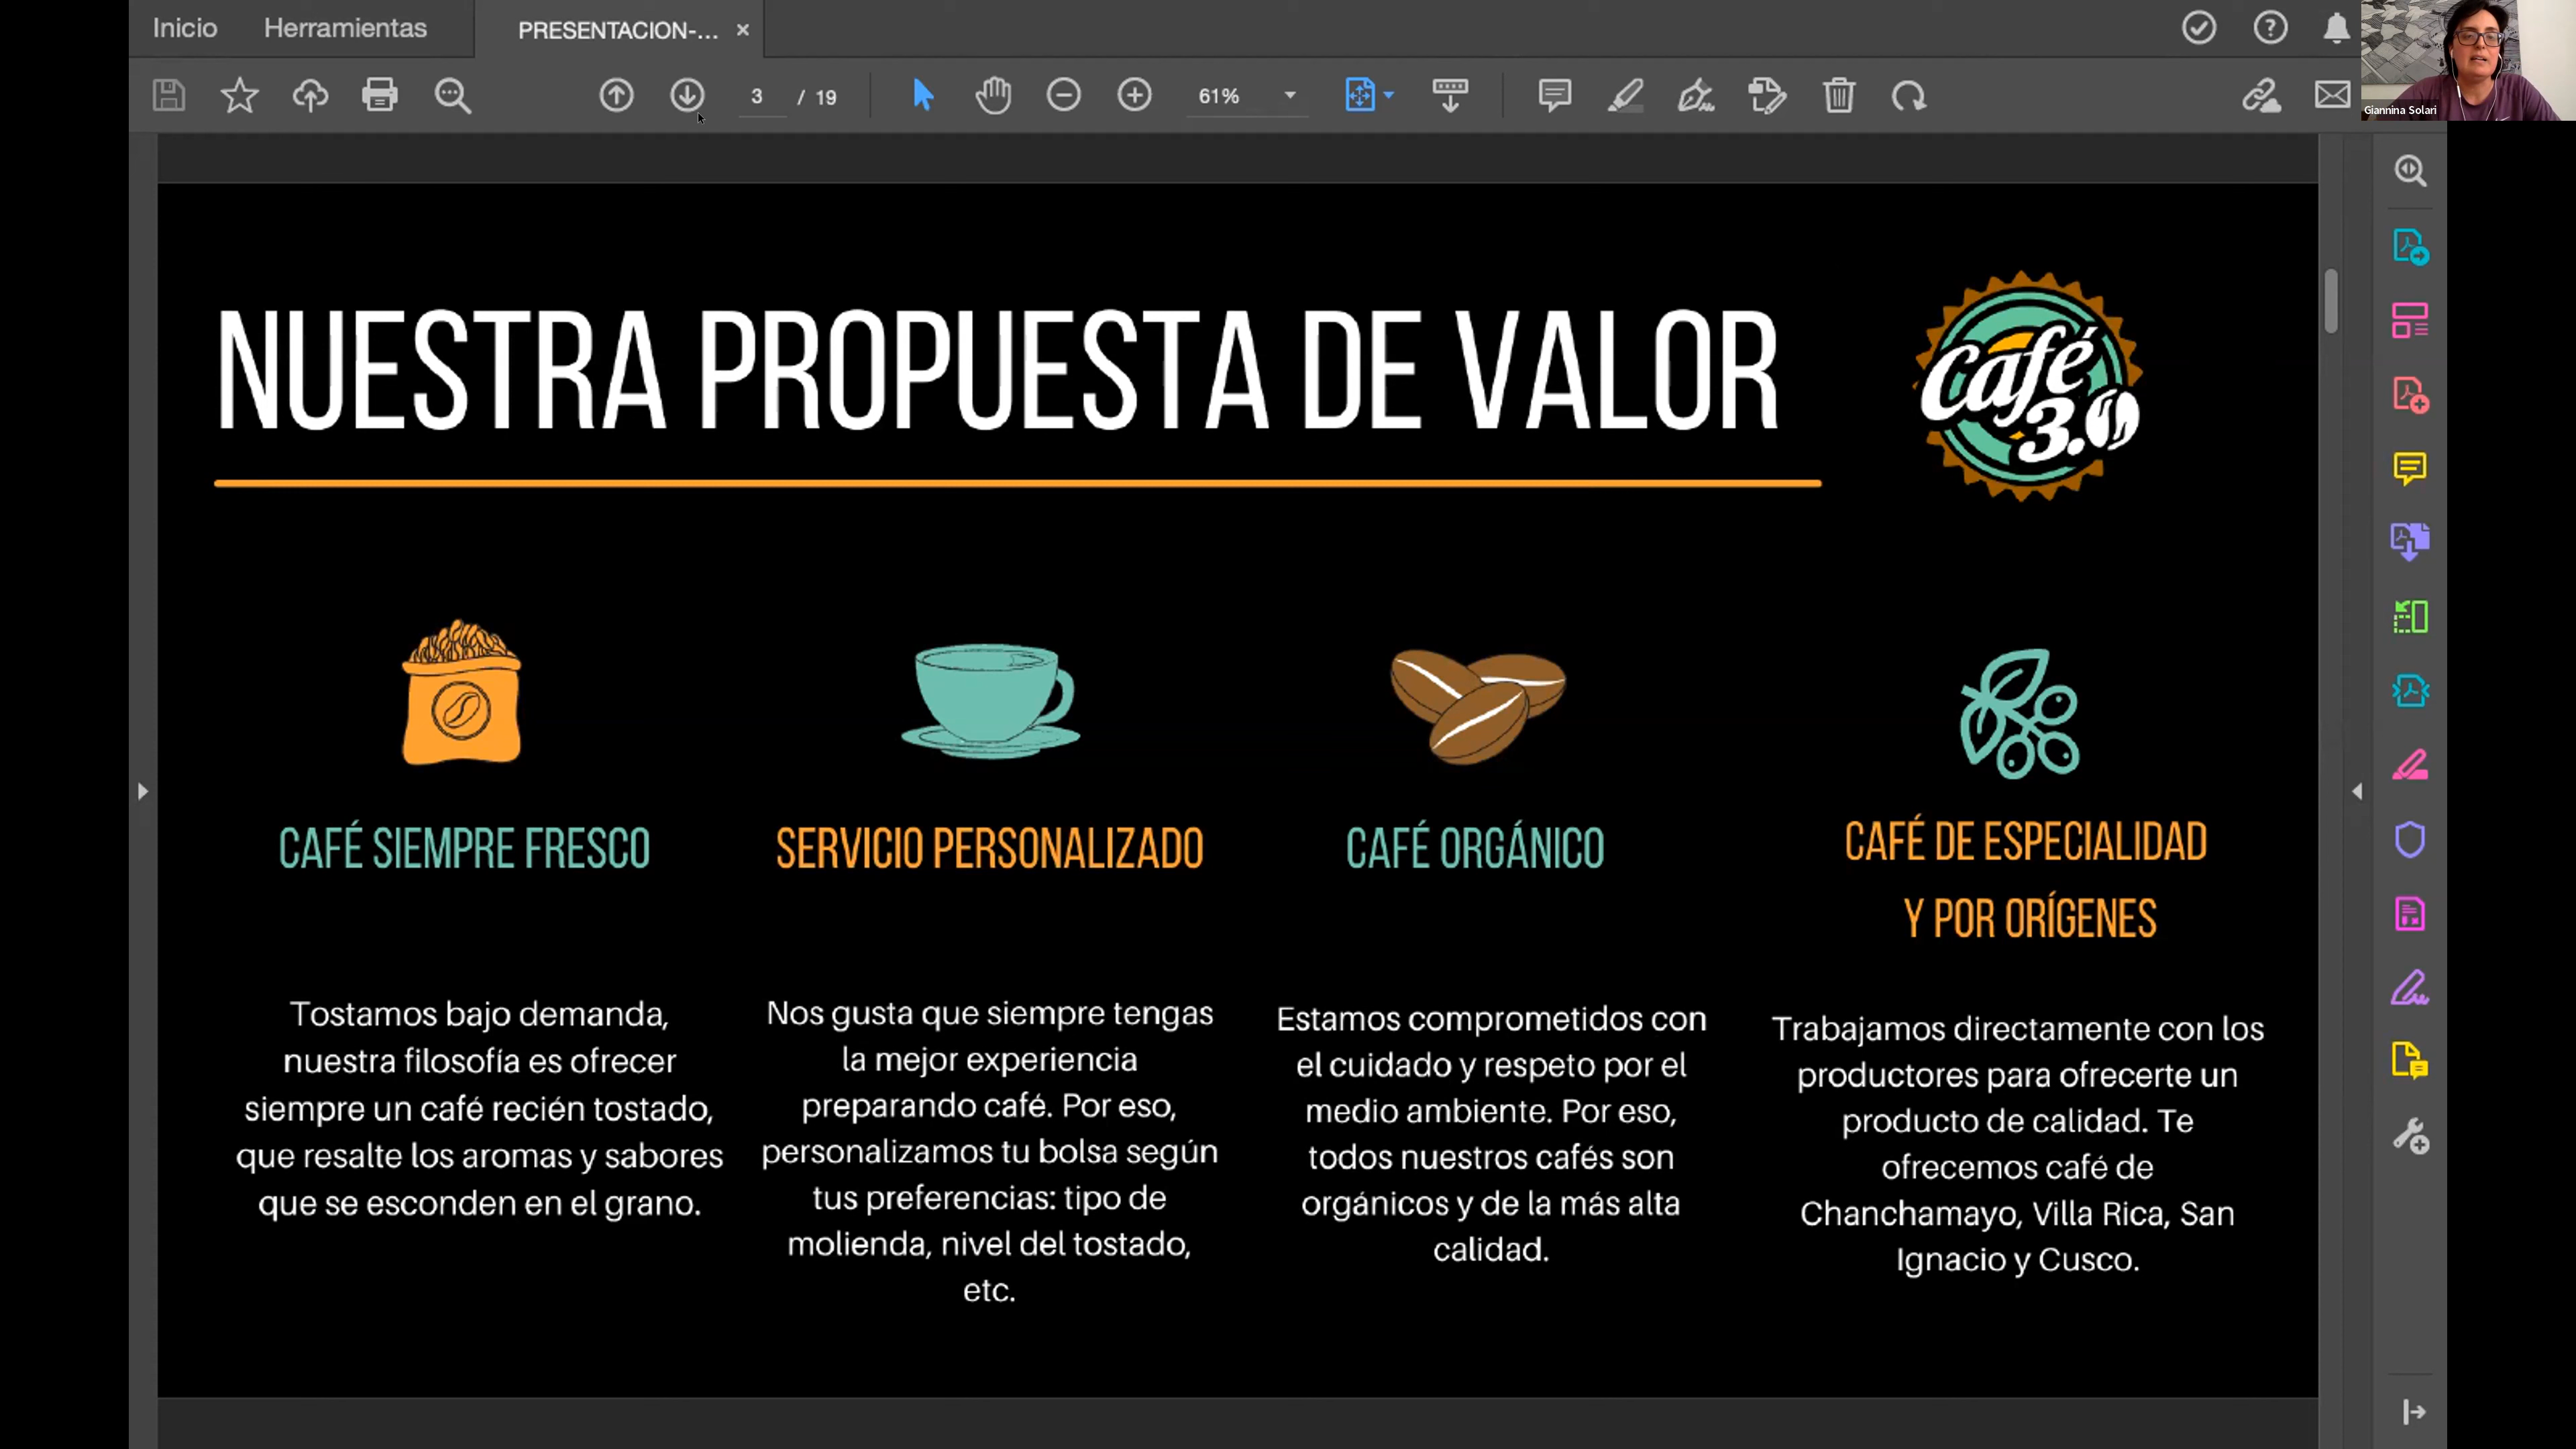 Inicio
Herramientas
PRESENTACION-...
3 / 19
61%
Giannina Solari
NUESTRA PROPUESTA DE VALOR
Café
3.0
CAFÉ SIEMPRE FRESCO
Tostamos bajo demanda,
nuestra filosofía es ofrecer
siempre un café recién tostado,
que resalte los aromas y sabores
que se esconden en el grano.
SERVICIO PERSONALIZADO
Nos gusta que siempre tengas
la mejor experiencia
preparando café. Por eso,
personalizamos tu bolsa según
tus preferencias: tipo de
molienda, nivel del tostado,
etc.
CAFÉ ORGÁNICO
Estamos comprometidos con
el cuidado y respeto por el
medio ambiente. Por eso,
todos nuestros cafés son
orgánicos y de la más alta
calidad.
CAFÉ DE ESPECIALIDAD
Y POR ORÍGENES
Trabajamos directamente con los
productores para ofrecerte un
producto de calidad. Te
ofrecemos café de
Chanchamayo, Villa Rica, San
Ignacio y Cusco.